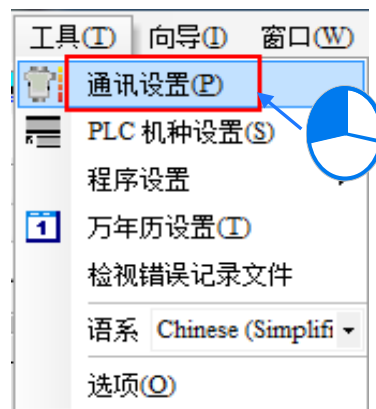 工具(T) 向导(I) 窗口(W)
通讯设置(P)
PLC 机种设置(S)
程序设置
1 万年历设置(T)
检视错误记录文件
语系 Chinese (Simplifi
选项(O)